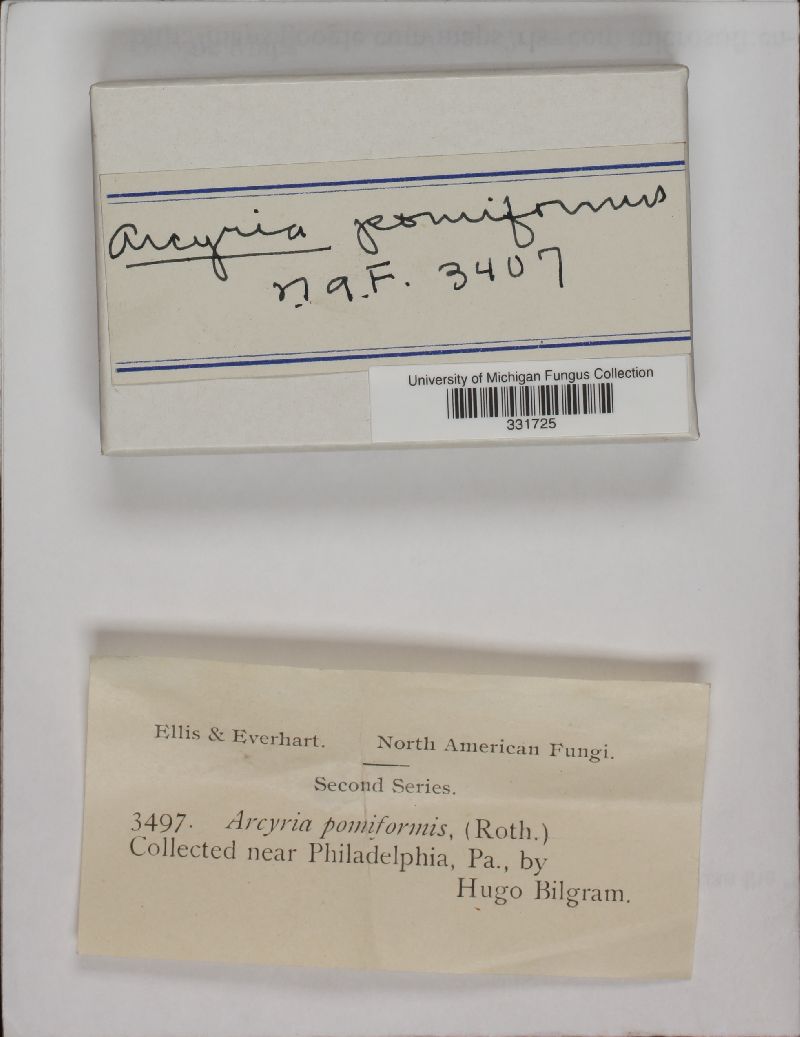 Arcyria pomiformis
N.A.F. 3407
University of Michigan Fungus Collection
331725
Ellis & Everhart. North American Fungi.
Second Series.
3497. Arcyria pomiformis, (Roth.)
Collected near Philadelphia, Pa., by
Hugo Bilgram.